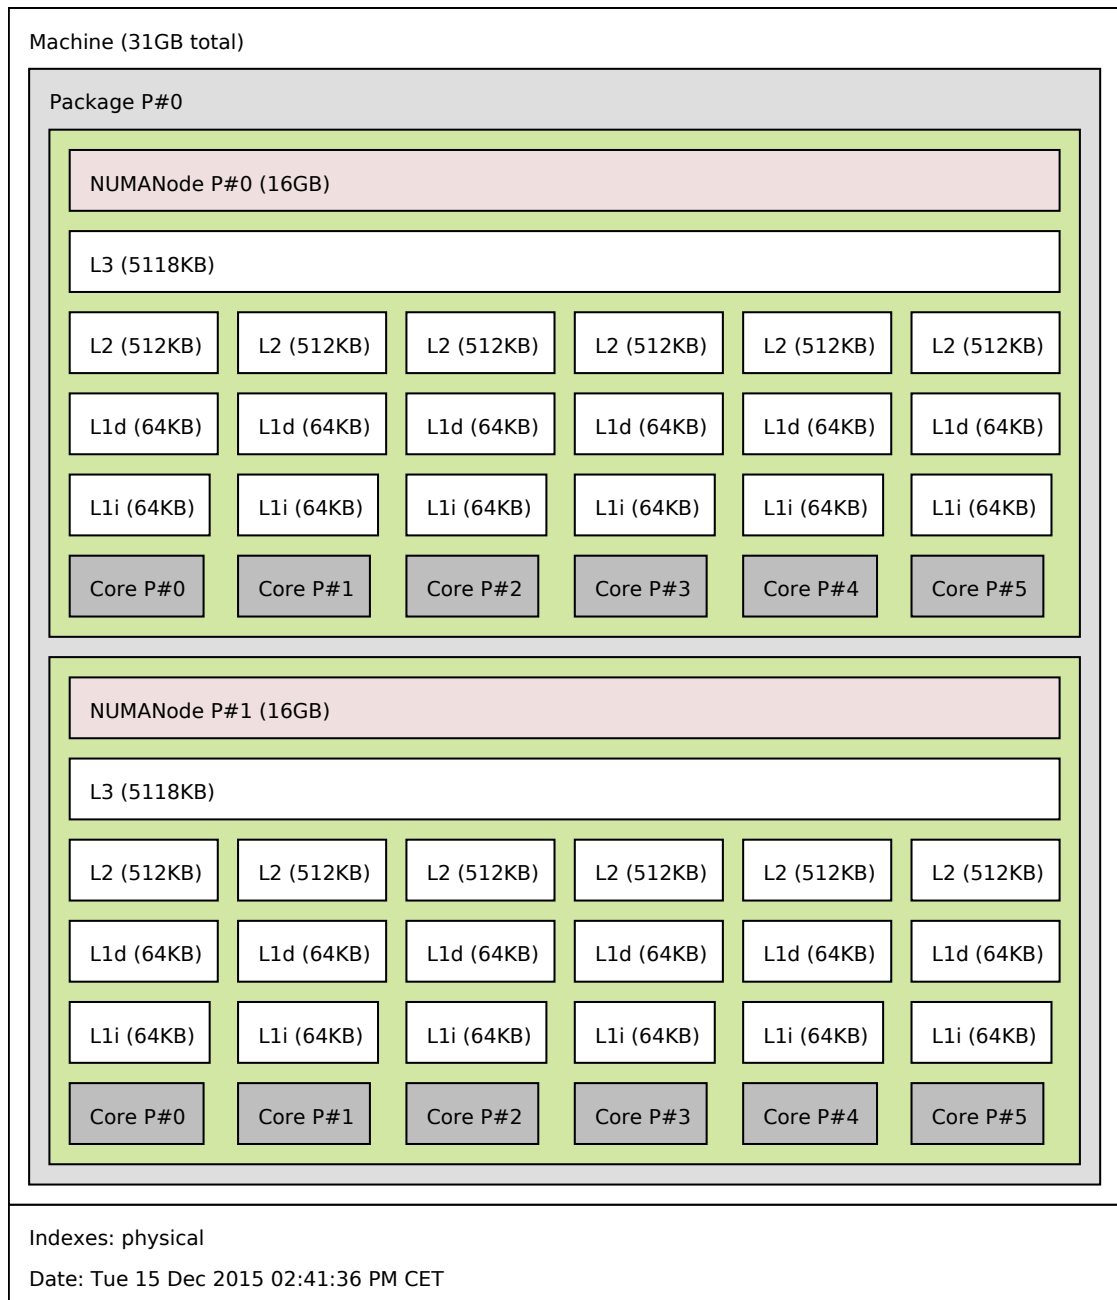 Machine (31GB total)
Package P#0
NUMANode P#0 (16GB)
L3 (5118KB)
L2 (512KB) L2 (512KB) L2 (512KB) L2 (512KB) L2 (512KB) L2 (512KB)
L1d (64KB) L1d (64KB) L1d (64KB) L1d (64KB) L1d (64KB) L1d (64KB)
L1i (64KB) L1i (64KB) L1i (64KB) L1i (64KB) L1i (64KB) L1i (64KB)
Core P#0 Core P#1 Core P#2 Core P#3 Core P#4 Core P#5
NUMANode P#1 (16GB)
L3 (5118KB)
L2 (512KB) L2 (512KB) L2 (512KB) L2 (512KB) L2 (512KB) L2 (512KB)
L1d (64KB) L1d (64KB) L1d (64KB) L1d (64KB) L1d (64KB) L1d (64KB)
L1i (64KB) L1i (64KB) L1i (64KB) L1i (64KB) L1i (64KB) L1i (64KB)
Core P#0 Core P#1 Core P#2 Core P#3 Core P#4 Core P#5
Indexes: physical
Date: Tue 15 Dec 2015 02:41:36 PM CET